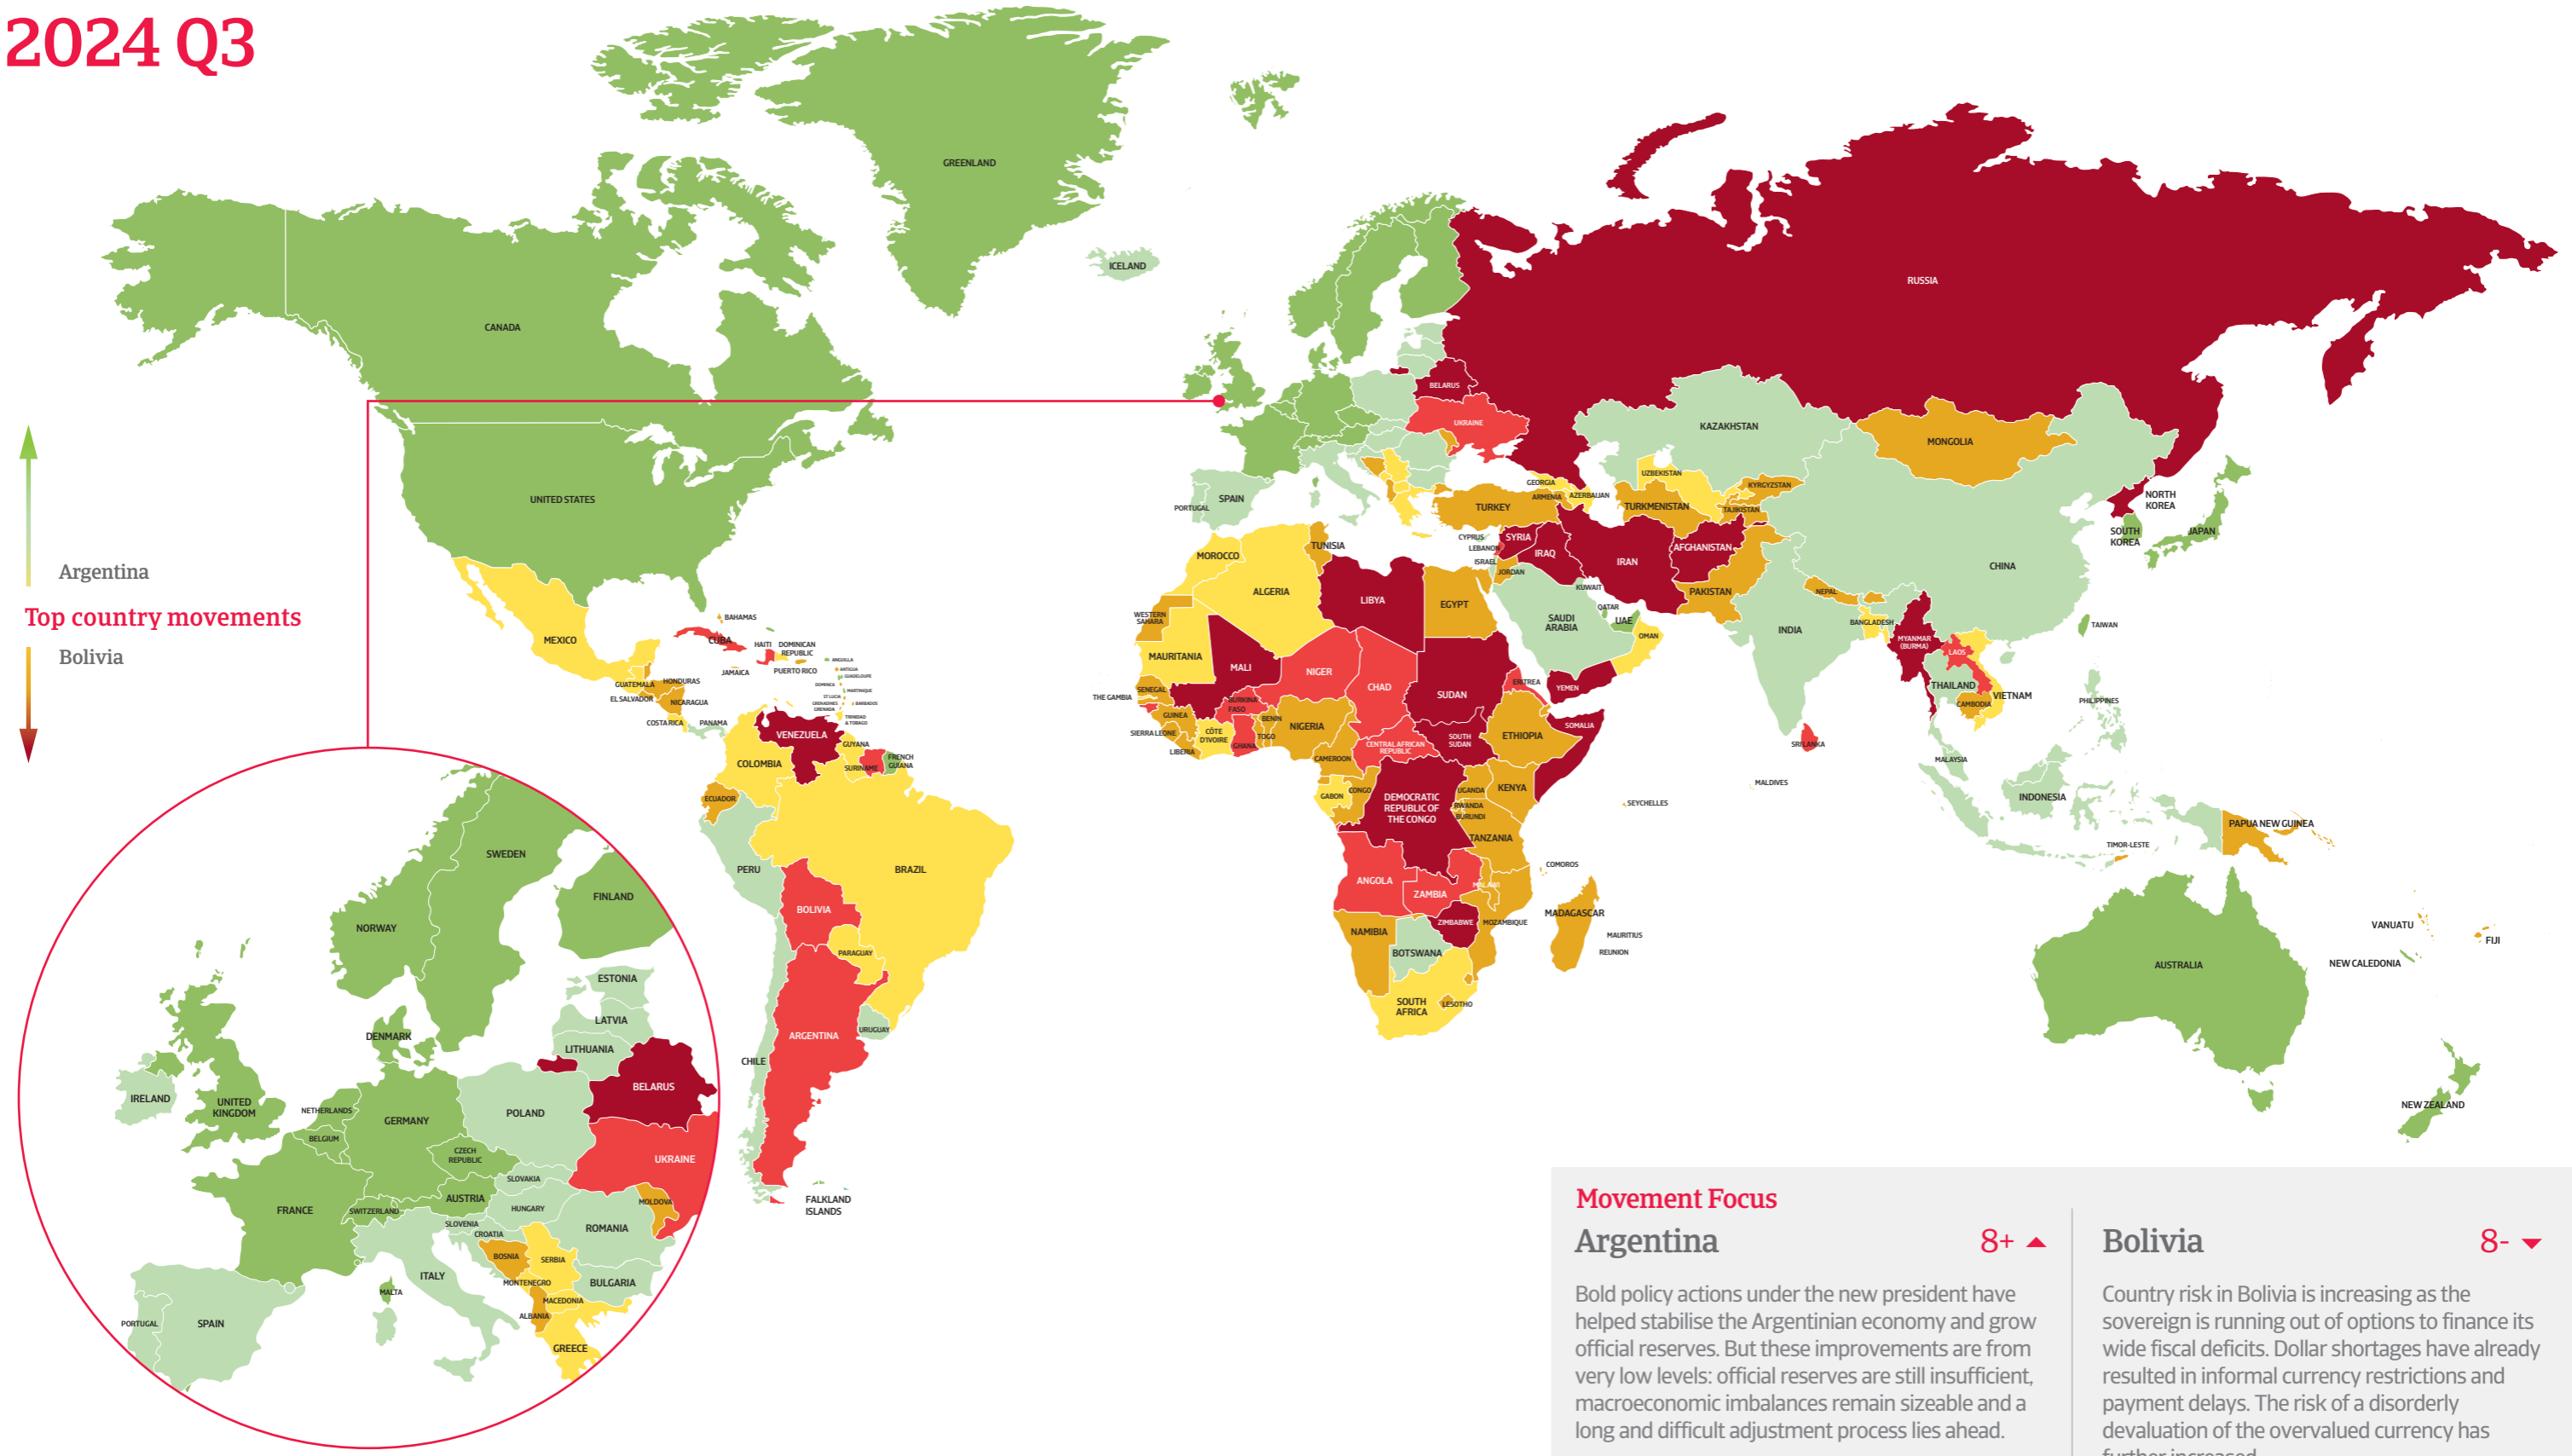 2024 Q3
GREENLAND
ICELAND
CANADA
RUSSIA
BELARUS
UKRAINE
KAZAKHSTAN
MONGOLIA
UNITED STATES
SPAIN
PORTUGAL
GEORGIA
ARMENIA
AZERBAIJAN
UZBEKISTAN
KYRGYZSTAN
TURKEY
TURKMENISTAN
TAJIKISTAN
NORTH
KOREA
SOUTH
KOREA
JAPAN
CYPRUS
LEBANON
SYRIA
ISRAEL
IRAQ
JORDAN
IRAN
AFGHANISTAN
CHINA
MOROCCO
TUNISIA
ALGERIA
LIBYA
EGYPT
KUWAIT
QATAR
UAE
OMAN
SAUDI
ARABIA
PAKISTAN
NEPAL
INDIA
BANGLADESH
MYANMAR
(BURMA)
LAOS
TAIWAN
Argentina
Top country movements
Bolivia
MEXICO
BAHAMAS
CUBA
HAITI
DOMINICAN
REPUBLIC
JAMAICA
PUERTO RICO
ANGUILLA
ANTIGUA
GUADELOUPE
DOMINICA
MARTINIQUE
ST LUCIA
BARBADOS
GRENADINES
GRENADA
TRINIDAD
& TOBAGO
GUATEMALA
HONDURAS
EL SALVADOR
NICARAGUA
COSTA RICA
PANAMA
VENEZUELA
GUYANA
COLOMBIA
SURINAME
FRENCH
GUIANA
ECUADOR
PERU
BRAZIL
BOLIVIA
PARAGUAY
ARGENTINA
URUGUAY
CHILE
FALKLAND
ISLANDS
WESTERN
SAHARA
MAURITANIA
MALI
NIGER
CHAD
SUDAN
ERITREA
YEMEN
THE GAMBIA
SENEGAL
GUINEA
SIERRA LEONE
LIBERIA
CÔTE
D'IVOIRE
BURKINA
FASO
GHANA
BENIN
TOGO
NIGERIA
CAMEROON
CENTRAL AFRICAN
REPUBLIC
SOUTH
SUDAN
ETHIOPIA
SOMALIA
GABON
CONGO
DEMOCRATIC
REPUBLIC OF
THE CONGO
UGANDA
RWANDA
BURUNDI
KENYA
TANZANIA
SEYCHELLES
COMOROS
ANGOLA
ZAMBIA
MALAWI
ZIMBABWE
MOZAMBIQUE
MADAGASCAR
MAURITIUS
REUNION
NAMIBIA
BOTSWANA
SOUTH
AFRICA
LESOTHO
THAILAND
CAMBODIA
VIETNAM
PHILIPPINES
SRI LANKA
MALDIVES
MALAYSIA
INDONESIA
PAPUA NEW GUINEA
TIMOR-LESTE
VANUATU
FIJI
NEW CALEDONIA
AUSTRALIA
NEW ZEALAND
SWEDEN
FINLAND
NORWAY
ESTONIA
LATVIA
LITHUANIA
DENMARK
BELARUS
IRELAND
UNITED
KINGDOM
NETHERLANDS
BELGIUM
GERMANY
POLAND
CZECH
REPUBLIC
UKRAINE
SLOVAKIA
AUSTRIA
FRANCE
SWITZERLAND
HUNGARY
MOLDOVA
SLOVENIA
CROATIA
ROMANIA
BOSNIA
SERBIA
ITALY
MONTENEGRO
BULGARIA
MALTA
MACEDONIA
ALBANIA
PORTUGAL
SPAIN
GREECE
Movement Focus
Argentina 8+
Bold policy actions under the new president have
helped stabilise the Argentinian economy and grow
official reserves. But these improvements are from
very low levels: official reserves are still insufficient,
macroeconomic imbalances remain sizeable and a
long and difficult adjustment process lies ahead.
Bolivia 8-
Country risk in Bolivia is increasing as the
sovereign is running out of options to finance its
wide fiscal deficits. Dollar shortages have already
resulted in informal currency restrictions and
payment delays. The risk of a disorderly
devaluation of the overvalued currency has
further increased